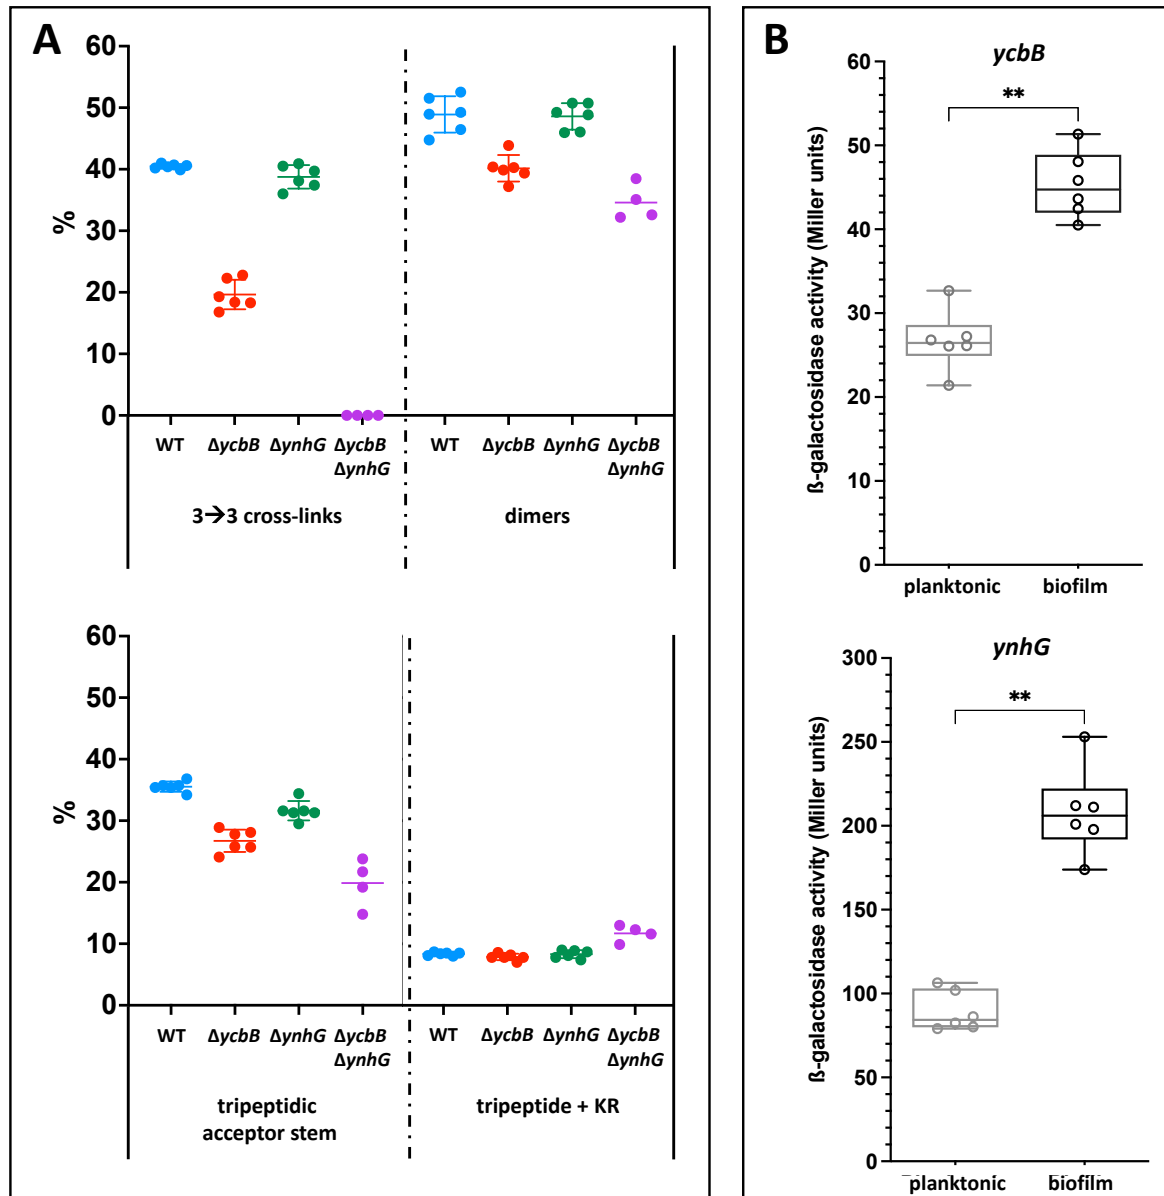 A
60
50
40
30
20
10
0
%
WT ΔycbB ΔynhG ΔycbB
ΔynhG
WT ΔycbB ΔynhG ΔycbB
ΔynhG
3→3 cross-links
dimers
60
50
40
30
20
10
0
%
WT ΔycbB ΔynhG ΔycbB
ΔynhG
WT ΔycbB ΔynhG ΔycbB
ΔynhG
tripeptidic
acceptor stem
tripeptide + KR
B
ycbB
**
60
50
40
30
20
10
0
ß-galactosidase activity (Miller units)
planktonic biofilm
ynhG
**
300
250
200
150
100
50
0
ß-galactosidase activity (Miller units)
planktonic biofilm